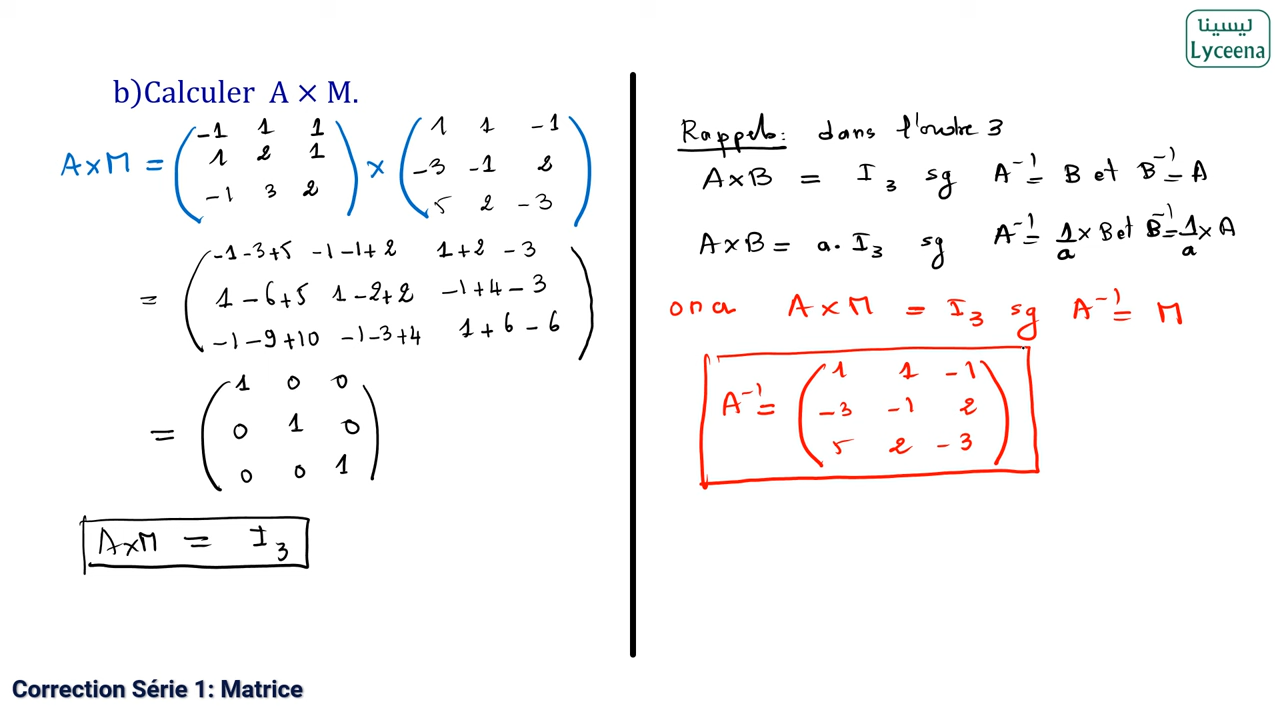 ليسينا
Lyceena
b)Calculer A × M.
A×M = ( -1 1 1
1 2 1
-1 3 2 ) × ( 1 1 -1
-3 -1 2
5 2 -3 )
= ( -1-3+5 -1-1+2 1+2-3
1-6+5 1-2+2 -1+4-3
-1-9+10 -1-3+4 1+6-6 )
= ( 1 0 0
0 1 0
0 0 1 )
A×M = I₃
Rappels: dans l'ordre 3
A×B = I₃ sg A⁻¹= B et B⁻¹= A
A×B = a. I₃ sg A⁻¹= 1/a × B et B⁻¹= 1/a × A
on a A×M = I₃ sg A⁻¹= M
A⁻¹= ( 1 1 -1
-3 -1 2
5 2 -3 )
Correction Série 1: Matrice